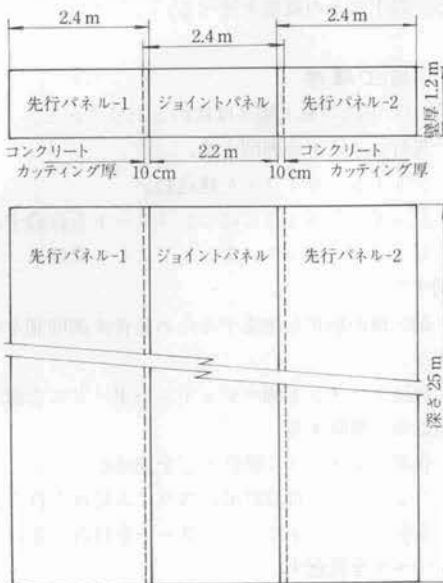 2.4 m
2.4 m
2.4 m
先行パネル-1
ジョイントパネル
先行パネル-2
壁厚 1.2 m
コンクリート
カッティング厚
10 cm
2.2 m
10 cm
コンクリート
カッティング厚
先行パネル-1
ジョイントパネル
先行パネル-2
深さ 25 m